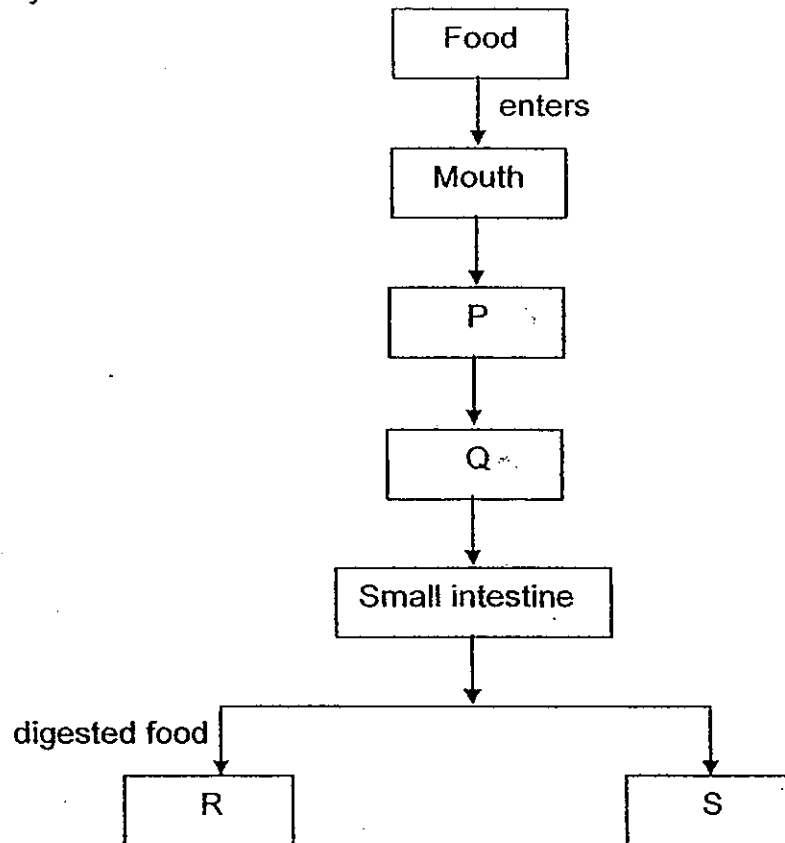 Food
enters
Mouth
P
Q
Small intestine
digested food
R
S